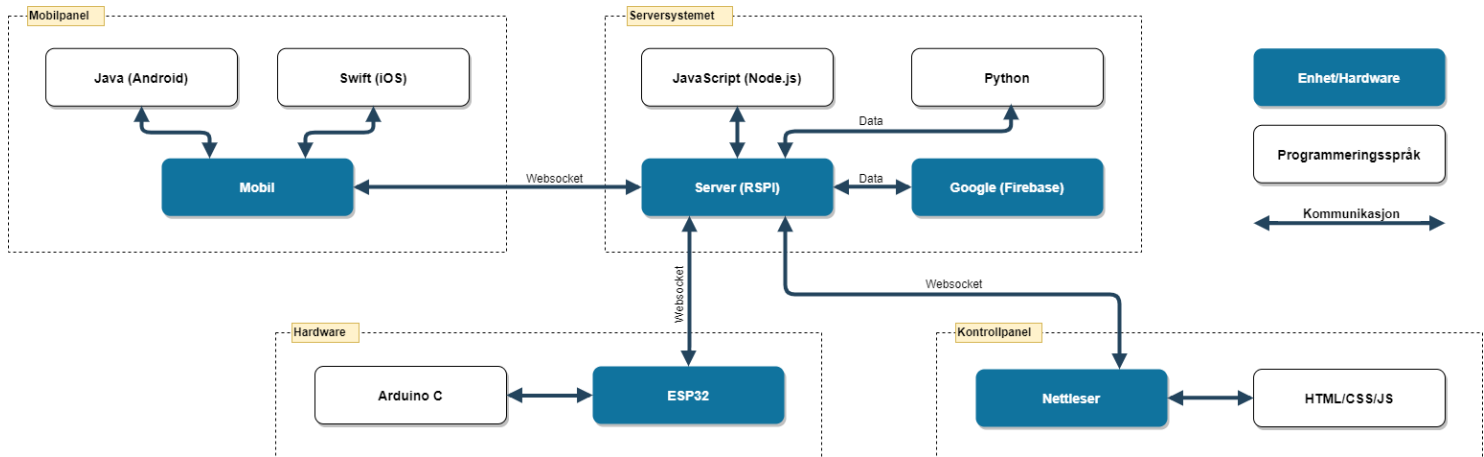 Mobilpanel
Serversystemet
Java (Android)
Swift (iOS)
JavaScript (Node.js)
Python
Enhet/Hardware
Data
Programmeringsspråk
Mobil
Websocket
Server (RSPI)
Data
Google (Firebase)
Kommunikasjon
Websocket
Websocket
Hardware
Kontrollpanel
Arduino C
ESP32
Nettleser
HTML/CSS/JS